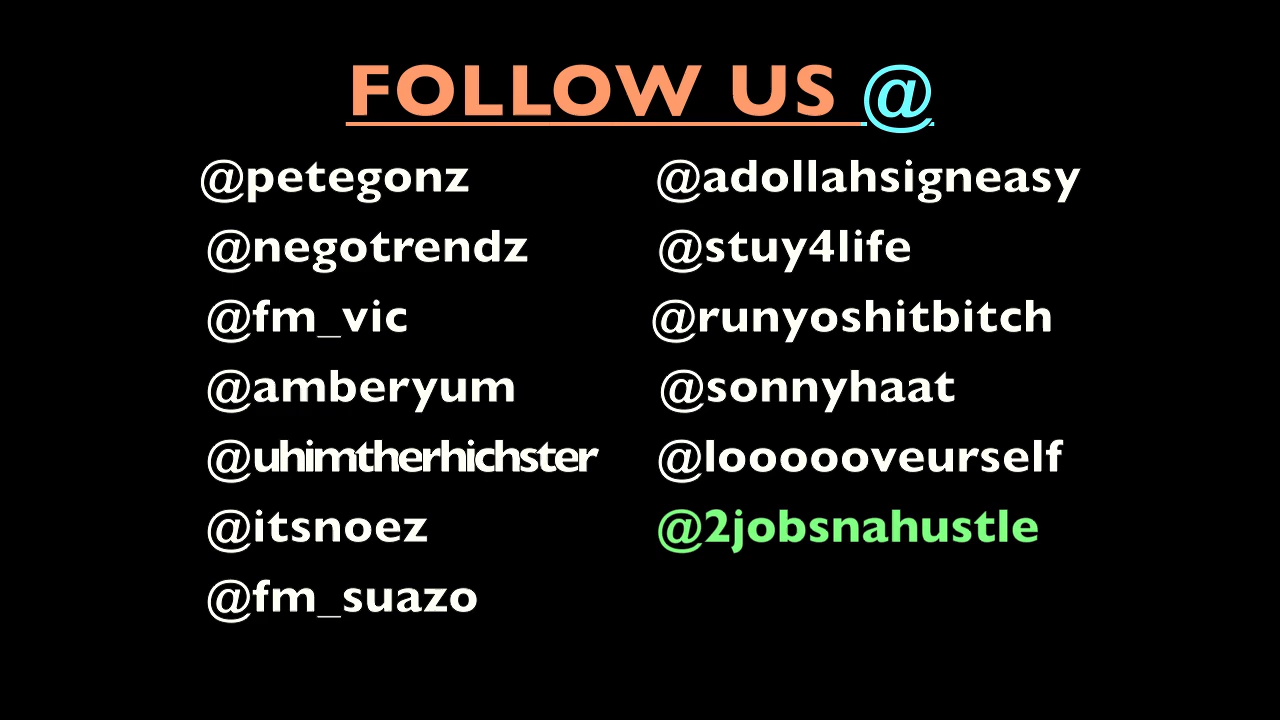 FOLLOW US @
@petegonz
@negotrendz
@fm_vic
@amberyum
@uhimtherhichster
@itsnoez
@fm_suazo
@adollahsigneasy
@stuy4life
@runyoshitbitch
@sonnyhaat
@loooooveurself
@2jobsnahustle